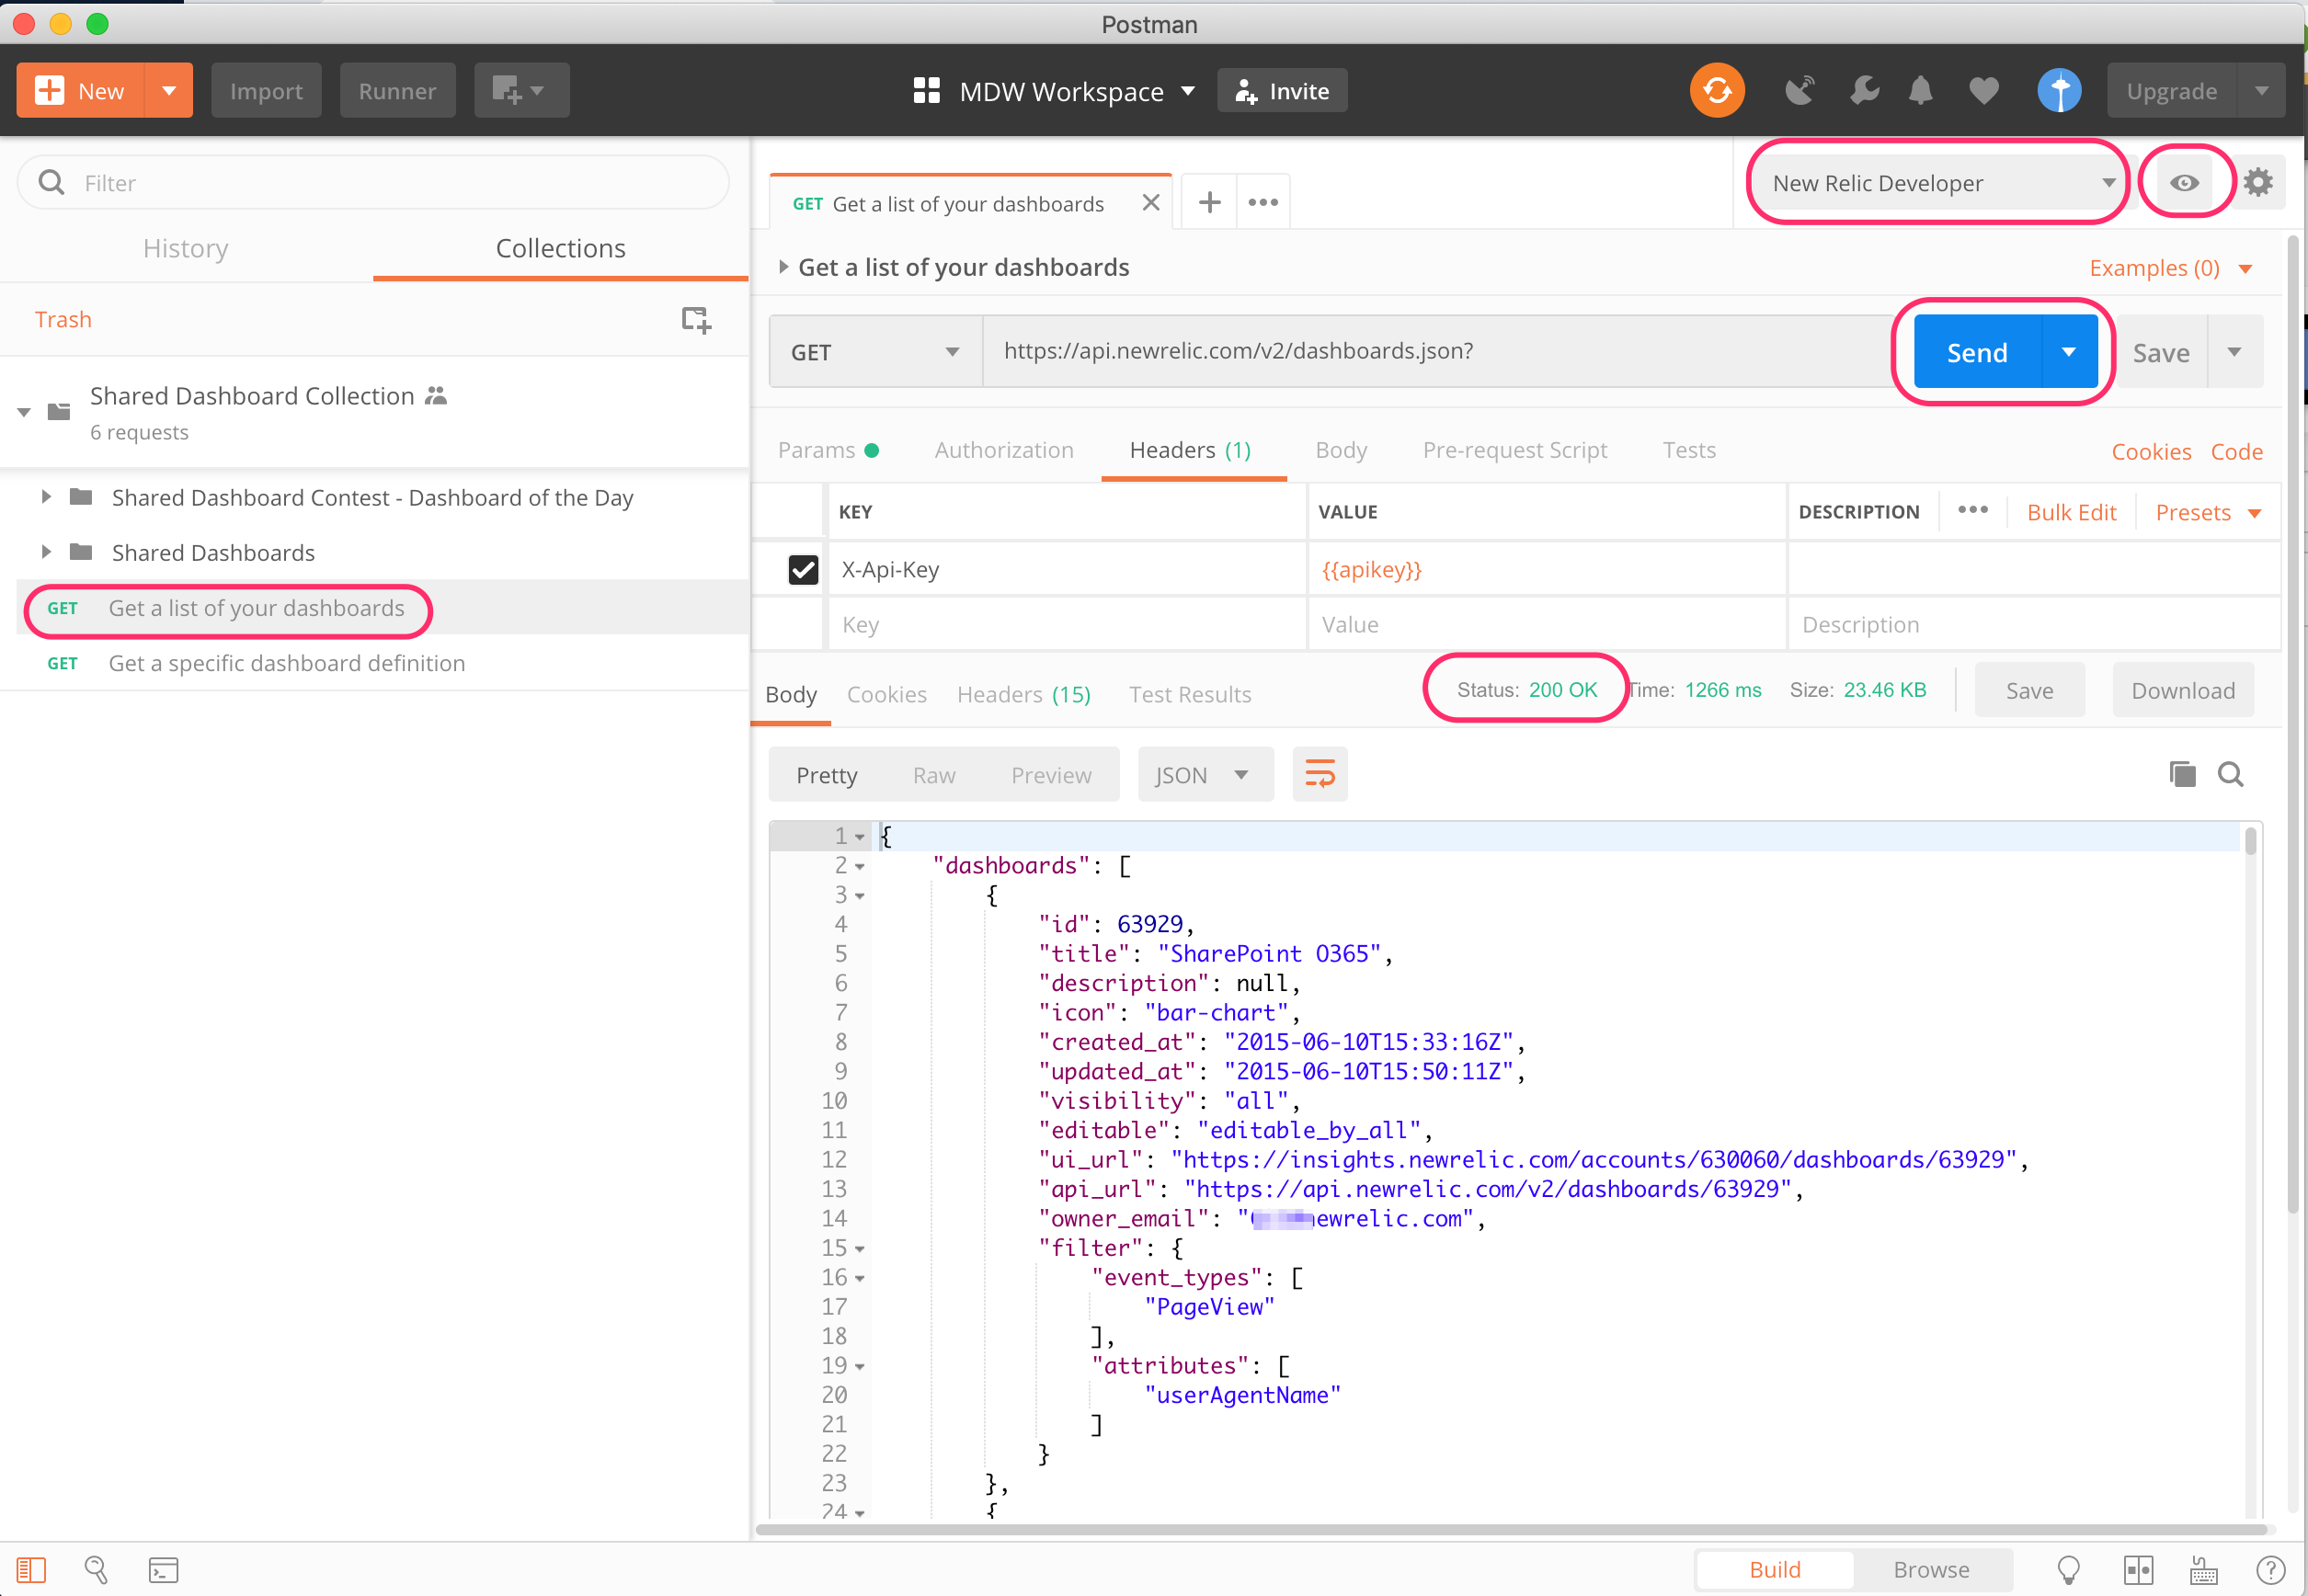 Postman
New
Import
Runner
MDW Workspace
Invite
Upgrade
Filter
History
Collections
Trash
Shared Dashboard Collection
6 requests
Shared Dashboard Contest - Dashboard of the Day
Shared Dashboards
GET Get a list of your dashboards
GET Get a specific dashboard definition
GET Get a list of your dashboards
New Relic Developer
Get a list of your dashboards
Examples (0)
GET
https://api.newrelic.com/v2/dashboards.json?
Send
Save
Params
Authorization
Headers (1)
Body
Pre-request Script
Tests
Cookies
Code
KEY
VALUE
DESCRIPTION
Bulk Edit
Presets
X-Api-Key
{{apikey}}
Key
Value
Description
Body
Cookies
Headers (15)
Test Results
Status: 200 OK
Time: 1266 ms
Size: 23.46 KB
Save
Download
Pretty
Raw
Preview
JSON
1 {
2 "dashboards": [
3 {
4 "id": 63929,
5 "title": "SharePoint O365",
6 "description": null,
7 "icon": "bar-chart",
8 "created_at": "2015-06-10T15:33:16Z",
9 "updated_at": "2015-06-10T15:50:11Z",
10 "visibility": "all",
11 "editable": "editable_by_all",
12 "ui_url": "https://insights.newrelic.com/accounts/630060/dashboards/63929",
13 "api_url": "https://api.newrelic.com/v2/dashboards/63929",
14 "owner_email": "ewrelic.com",
15 "filter": {
16 "event_types": [
17 "PageView"
18 ],
19 "attributes": [
20 "userAgentName"
21 ]
22 }
23 },
24 {
Build
Browse